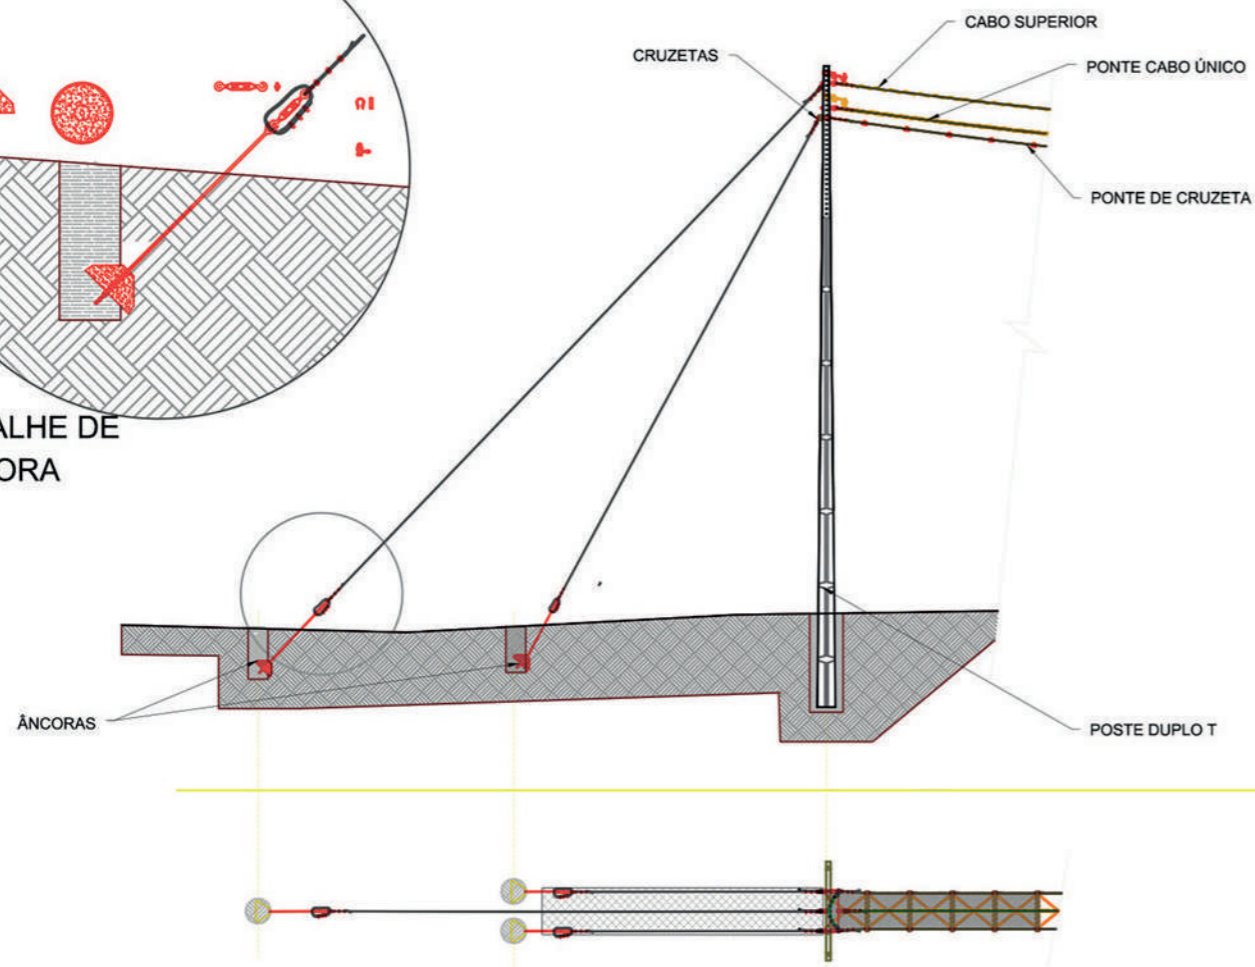 CABO SUPERIOR
CRUZETAS
PONTE CABO ÚNICO
PONTE DE CRUZETA
ALHE DE
ORA
ÂNCORAS
POSTE DUPLO T